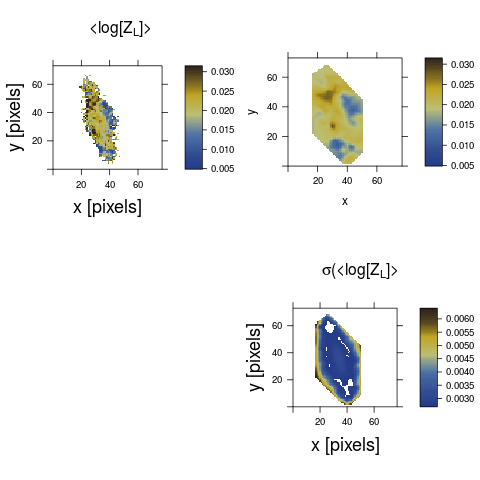 <log[Z_L]>
60
40
20
y [pixels]
20 40 60
x [pixels]
0.030
0.025
0.020
0.015
0.010
0.005
60
40
20
y
20 40 60
x
0.030
0.025
0.020
0.015
0.010
0.005
σ(<log[Z_L]>
60
40
20
y [pixels]
20 40 60
x [pixels]
0.0060
0.0055
0.0050
0.0045
0.0040
0.0035
0.0030